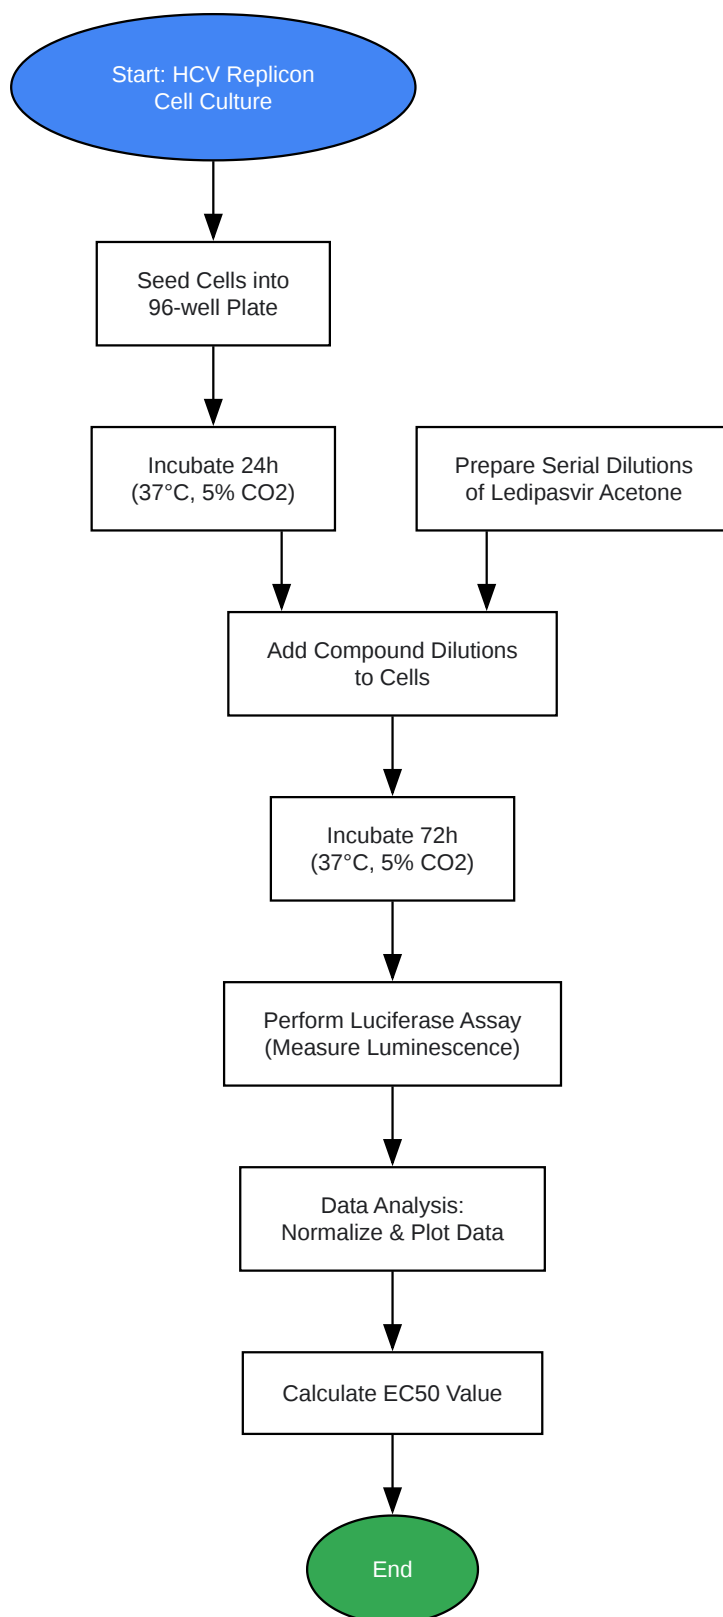 Start: HCV Replicon
Cell Culture
Seed Cells into
96-well Plate
Incubate 24h
(37°C, 5% CO2)
Prepare Serial Dilutions
of Ledipasvir Acetone
Add Compound Dilutions
to Cells
Incubate 72h
(37°C, 5% CO2)
Perform Luciferase Assay
(Measure Luminescence)
Data Analysis:
Normalize & Plot Data
Calculate EC50 Value
End